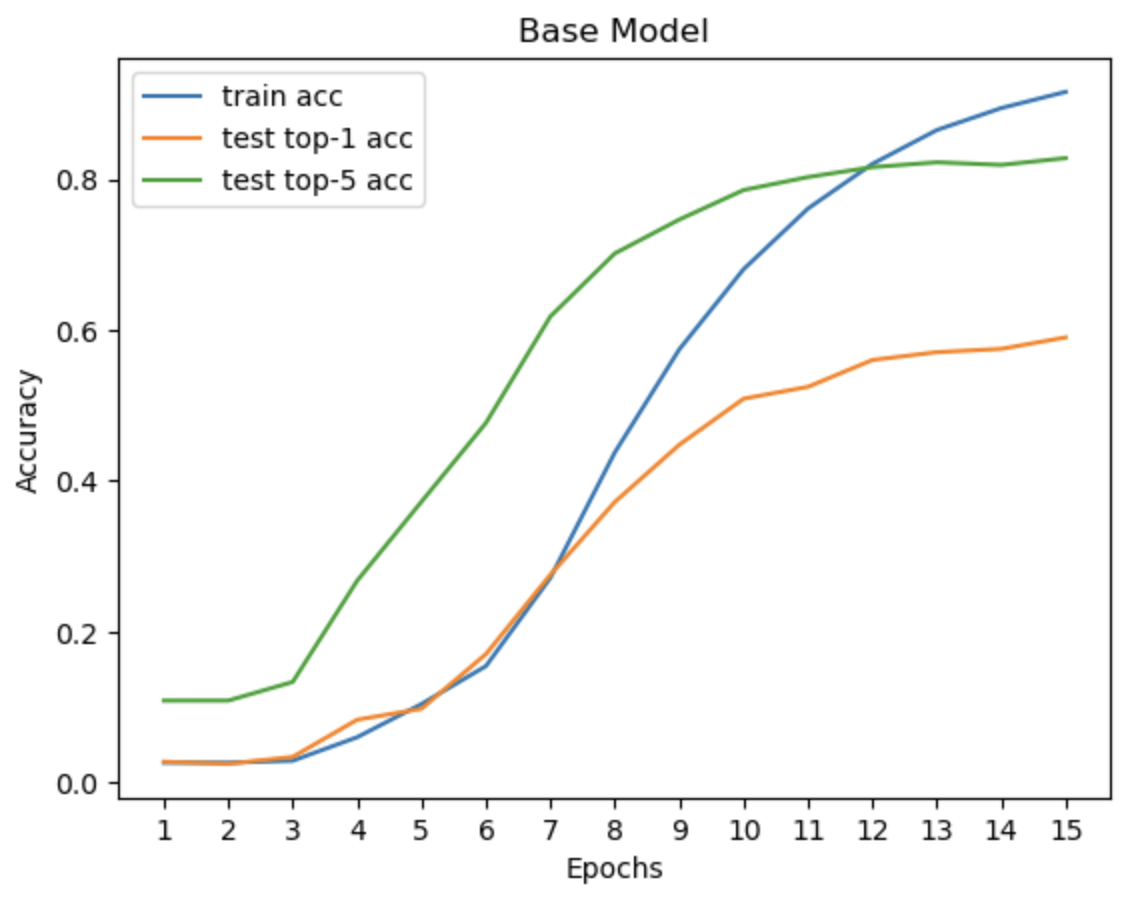 Base Model
train acc
test top-1 acc
test top-5 acc
0.8
0.6
0.4
0.2
0.0
Accuracy
1 2 3 4 5 6 7 8 9 10 11 12 13 14 15
Epochs